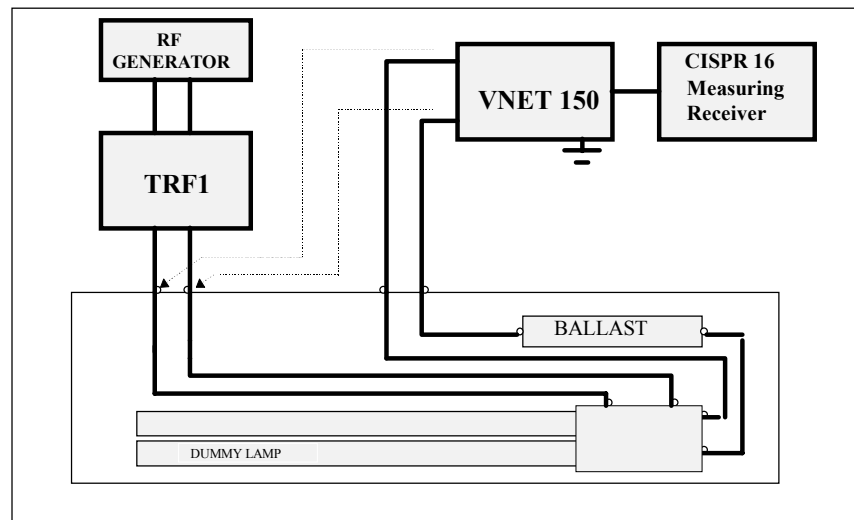 RF
GENERATOR
TRF1
VNET 150
CISPR 16
Measuring
Receiver
BALLAST
DUMMY LAMP